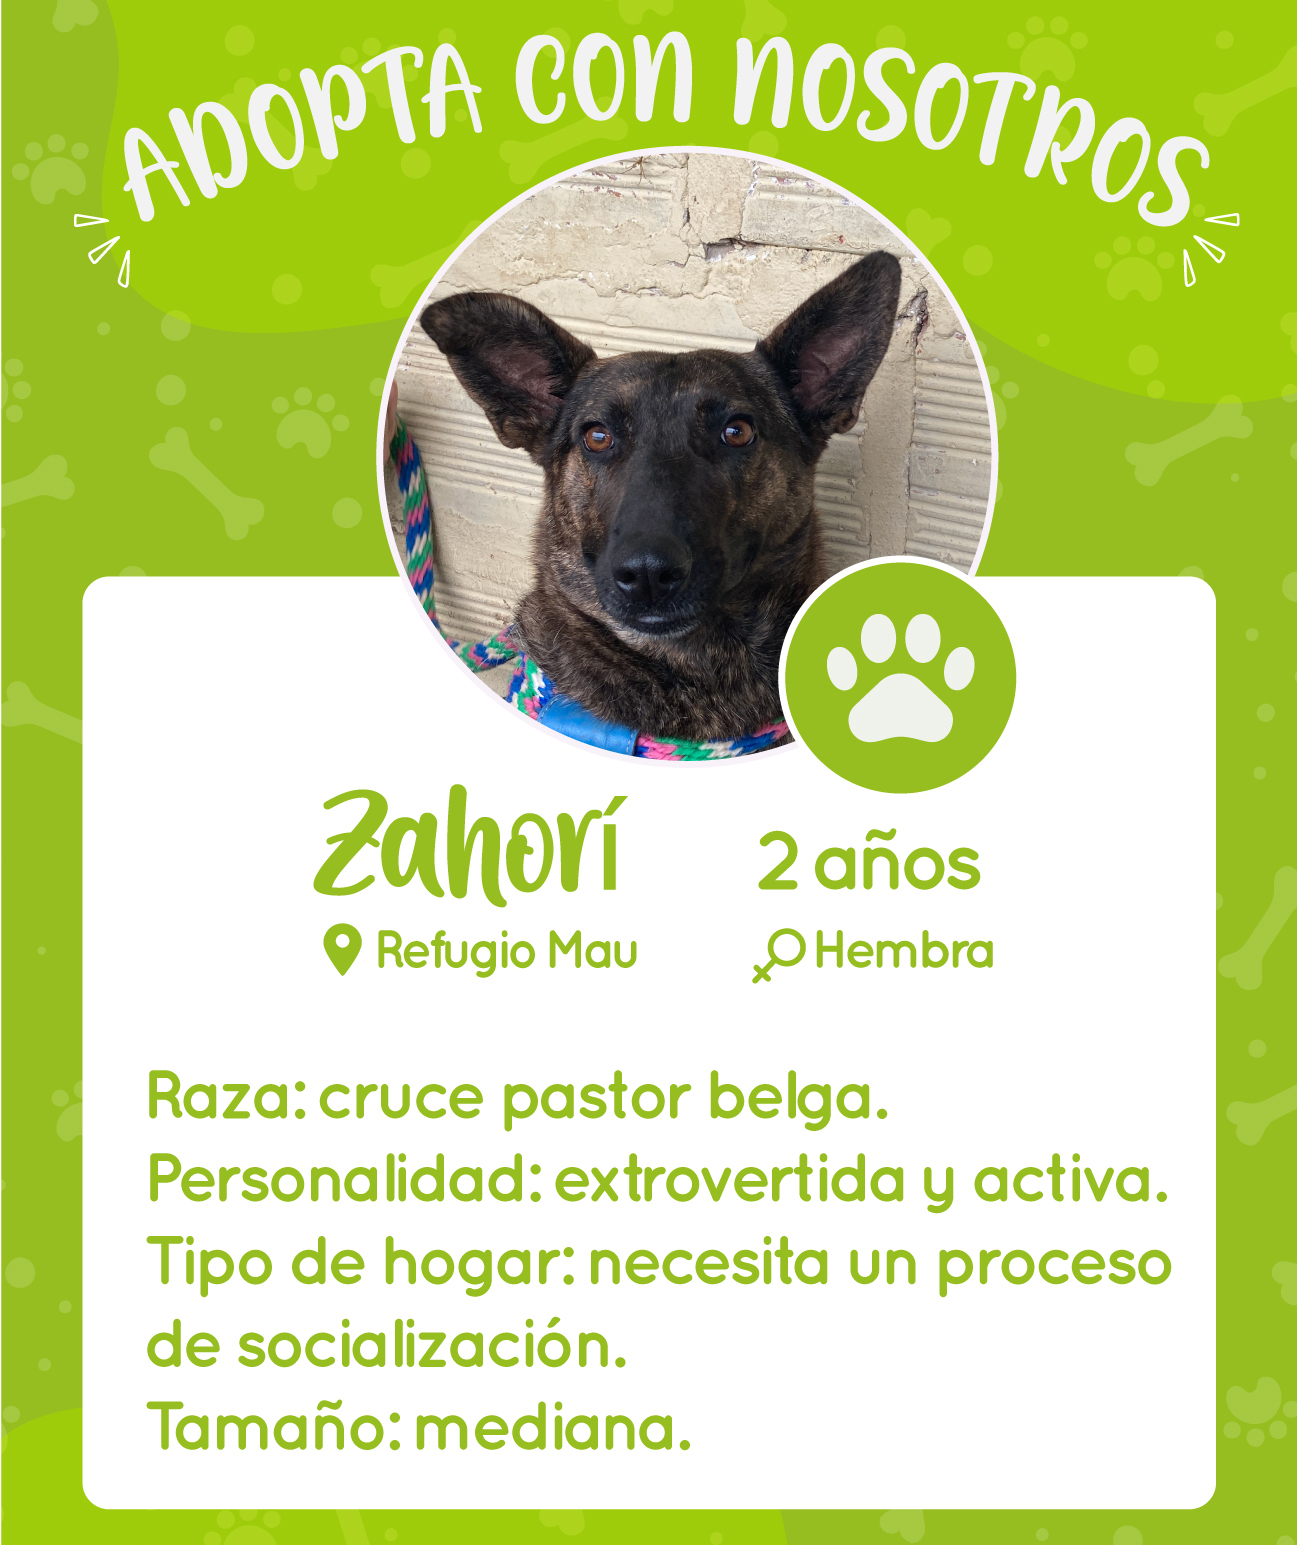 ADOPTA CON NOSOTROS
Zahorí
2 años
Refugio Mau
Hembra
Raza: cruce pastor belga.
Personalidad: extrovertida y activa.
Tipo de hogar: necesita un proceso
de socialización.
Tamaño: mediana.